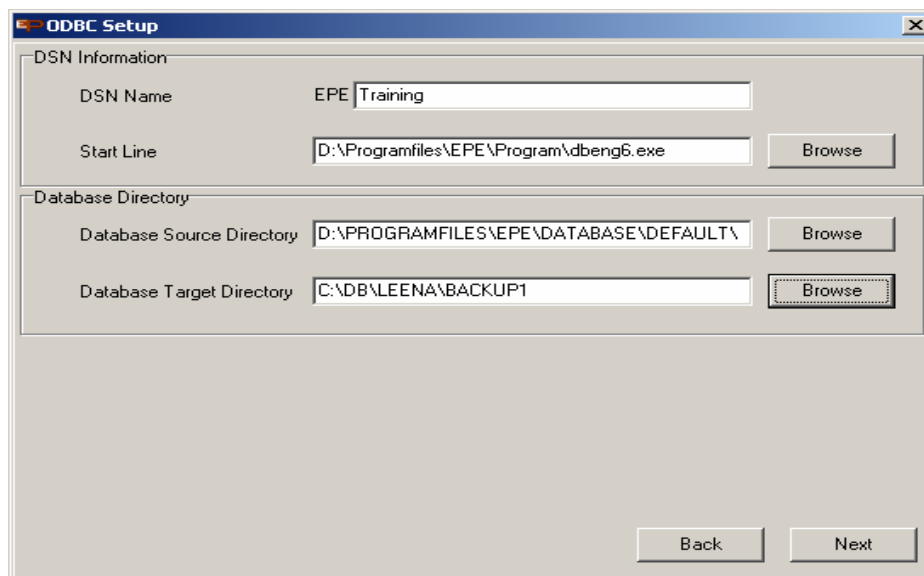 EP ODBC Setup
DSN Information
DSN Name EPE Training
Start Line D:\Programfiles\EPE\Program\dbeng6.exe Browse
Database Directory
Database Source Directory D:\PROGRAMFILES\EPE\DATABASE\DEFAULT\ Browse
Database Target Directory C:\DB\LEENA\BACKUP1 Browse
Back Next